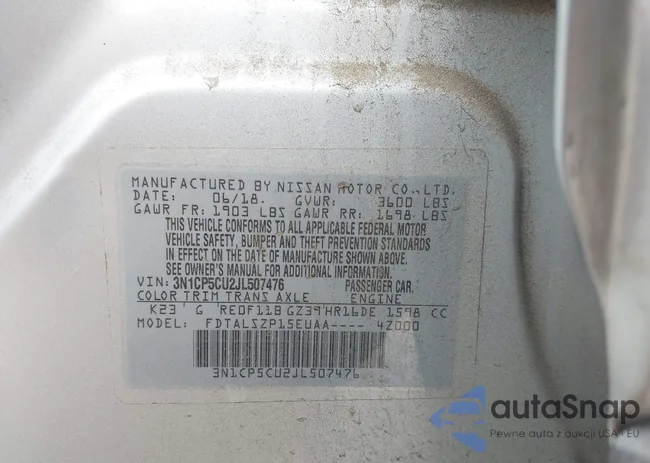 MANUFACTURED BY NISSAN MOTOR CO., LTD.
DATE: 06/18. GVWR: 3600 LBS
GAWR FR: 1903 LBS GAWR RR: 1698 LBS
THIS VEHICLE CONFORMS TO ALL APPLICABLE FEDERAL MOTOR
VEHICLE SAFETY, BUMPER AND THEFT PREVENTION STANDARDS
IN EFFECT ON THE DATE OF MANUFACTURE SHOWN ABOVE.
SEE OWNER'S MANUAL FOR ADDITIONAL INFORMATION.
VIN: 3N1CP5CU2JL507476 PASSENGER CAR
COLOR TRIM TRANS AXLE ENGINE
K23 G RE0F11B GZ39 HR16DE 1598 CC
MODEL: FDTALSZP15EUAA---- 4Z000
3N1CP5CU2JL507476
autaSnap
Pewne auta z aukcji USA i EU